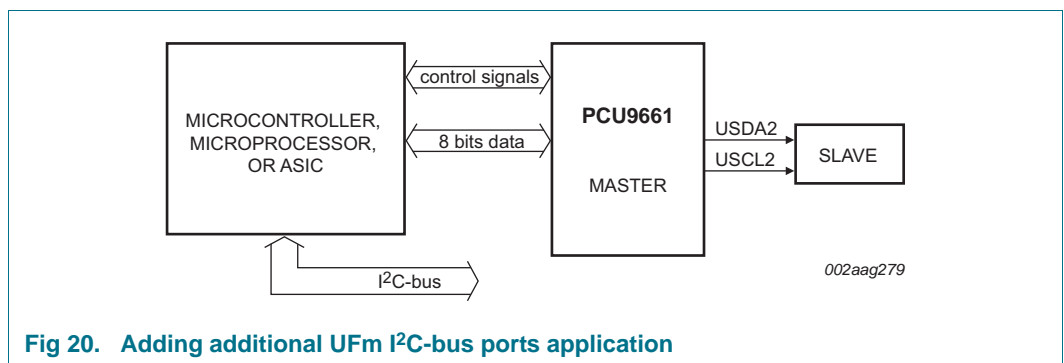 MICROCONTROLLER,
MICROPROCESSOR,
OR ASIC
control signals
8 bits data
PCU9661
MASTER
USDA2
USCL2
SLAVE
I2C-bus
002aag279
Fig 20. Adding additional UFm I2C-bus ports application